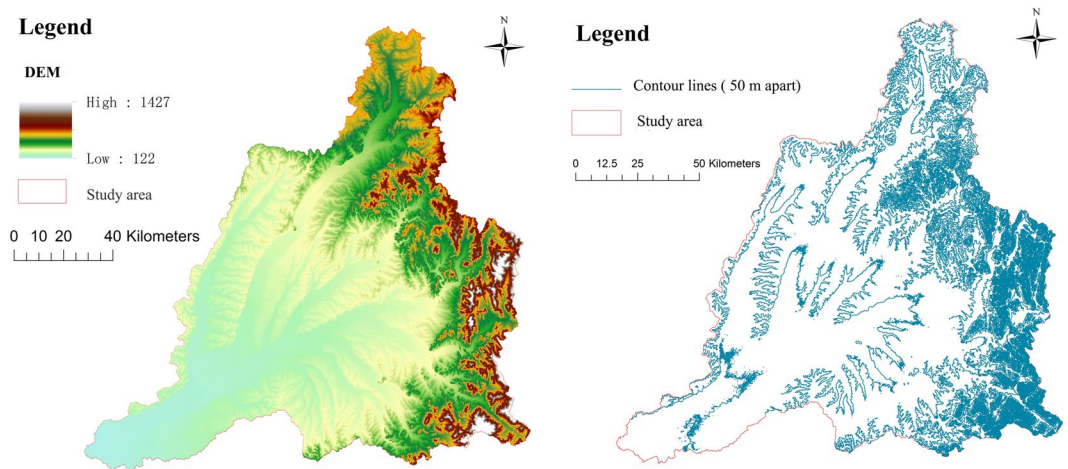 Legend
N
DEM
High : 1427
Low : 122
Study area
0 10 20 40 Kilometers
Legend
N
Contour lines ( 50 m apart)
Study area
0 12.5 25 50 Kilometers